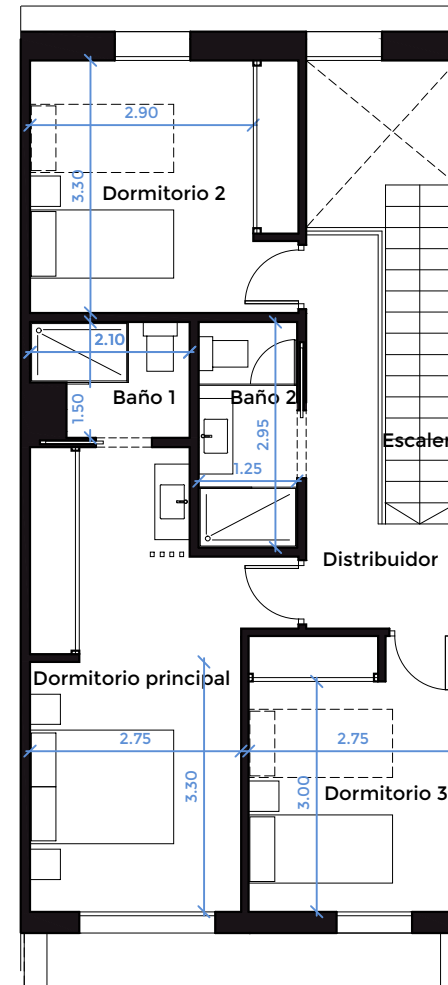 2.90
3.30
Dormitorio 2
2.10
Baño 1
Baño 2
1.50
2.95
Escaler
1.25
Distribuidor
Dormitorio principal
2.75
2.75
3.30
3.00
Dormitorio 3